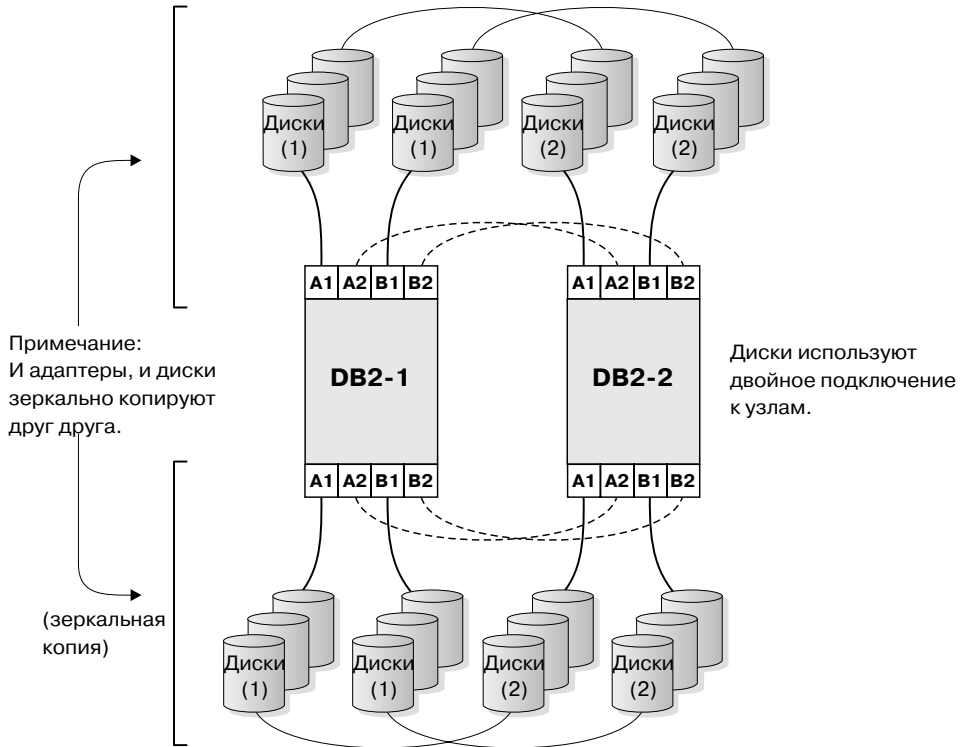 Диски
(1)
Диски
(1)
Диски
(2)
Диски
(2)
A1 A2 B1 B2
A1 A2 B1 B2
Примечание:
И адаптеры, и диски
зеркально копируют
друг друга.
DB2-1
DB2-2
Диски используют
двойное подключение
к узлам.
A1 A2 B1 B2
A1 A2 B1 B2
(зеркальная
копия)
Диски
(1)
Диски
(1)
Диски
(2)
Диски
(2)